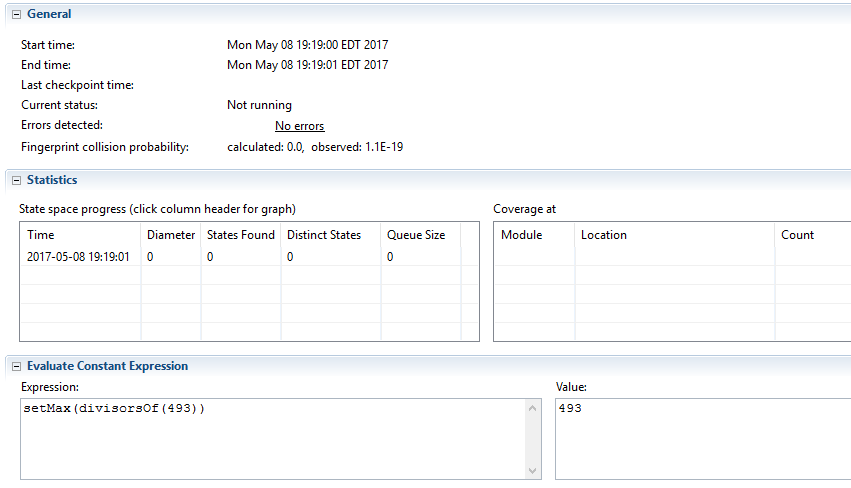 General
Start time: Mon May 08 19:19:00 EDT 2017
End time: Mon May 08 19:19:01 EDT 2017
Last checkpoint time:
Current status: Not running
Errors detected: No errors
Fingerprint collision probability: calculated: 0.0, observed: 1.1E-19
Statistics
State space progress (click column header for graph) Coverage at
Time Diameter States Found Distinct States Queue Size Module Location Count
2017-05-08 19:19:01 0 0 0 0
Evaluate Constant Expression
Expression: Value:
setMax(divisorsOf(493)) 493